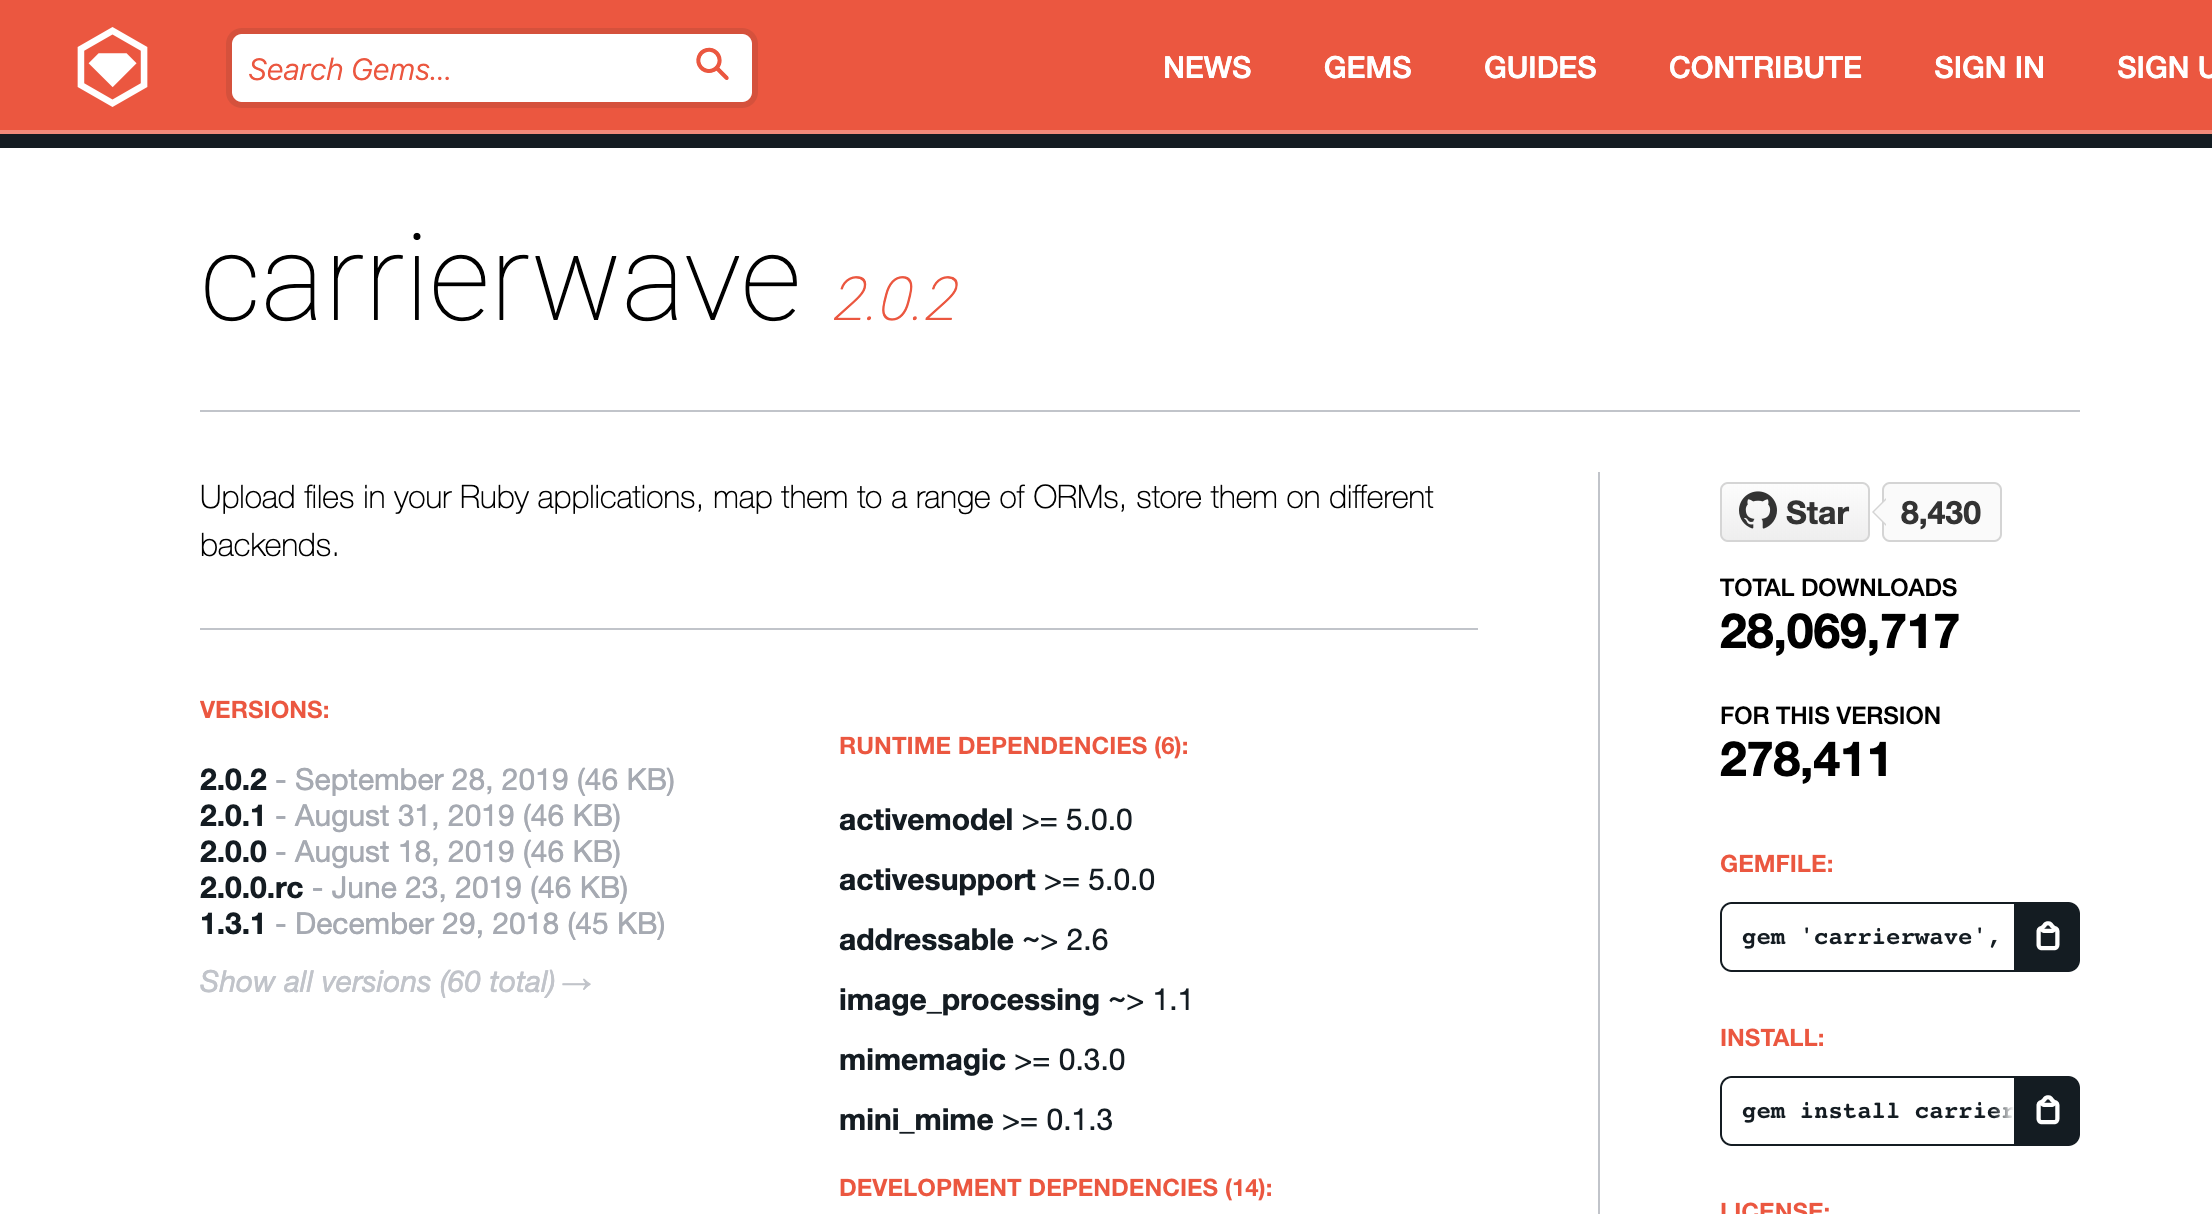 Search Gems...
NEWS
GEMS
GUIDES
CONTRIBUTE
SIGN IN
SIGN U
carrierwave 2.0.2
Upload files in your Ruby applications, map them to a range of ORMs, store them on different
backends.
VERSIONS:
2.0.2 - September 28, 2019 (46 KB)
2.0.1 - August 31, 2019 (46 KB)
2.0.0 - August 18, 2019 (46 KB)
2.0.0.rc - June 23, 2019 (46 KB)
1.3.1 - December 29, 2018 (45 KB)
Show all versions (60 total) →
RUNTIME DEPENDENCIES (6):
activemodel >= 5.0.0
activesupport >= 5.0.0
addressable ~> 2.6
image_processing ~> 1.1
mimemagic >= 0.3.0
mini_mime >= 0.1.3
DEVELOPMENT DEPENDENCIES (14):
Star
8,430
TOTAL DOWNLOADS
28,069,717
FOR THIS VERSION
278,411
GEMFILE:
gem 'carrierwave',
INSTALL:
gem install carrier
LICENSE: